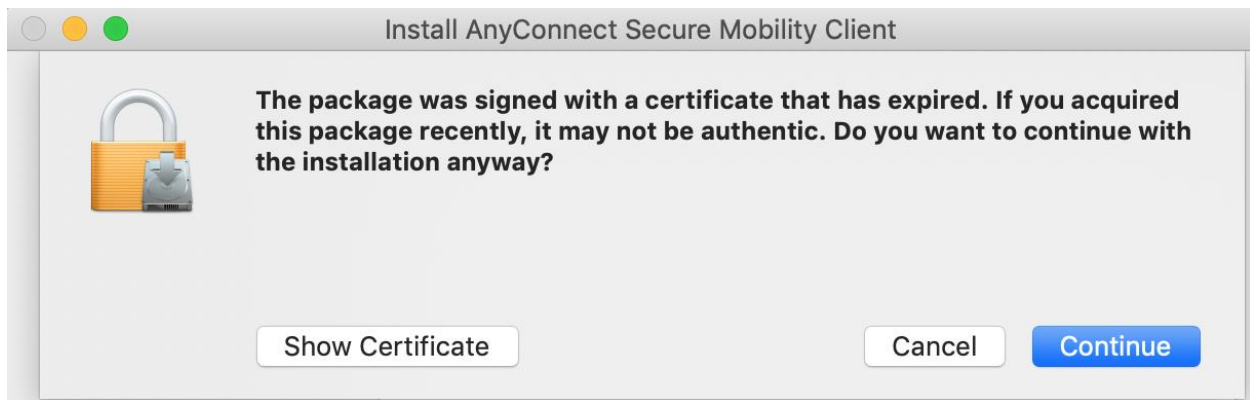 Install AnyConnect Secure Mobility Client
The package was signed with a certificate that has expired. If you acquired
this package recently, it may not be authentic. Do you want to continue with
the installation anyway?
Show Certificate
Cancel
Continue